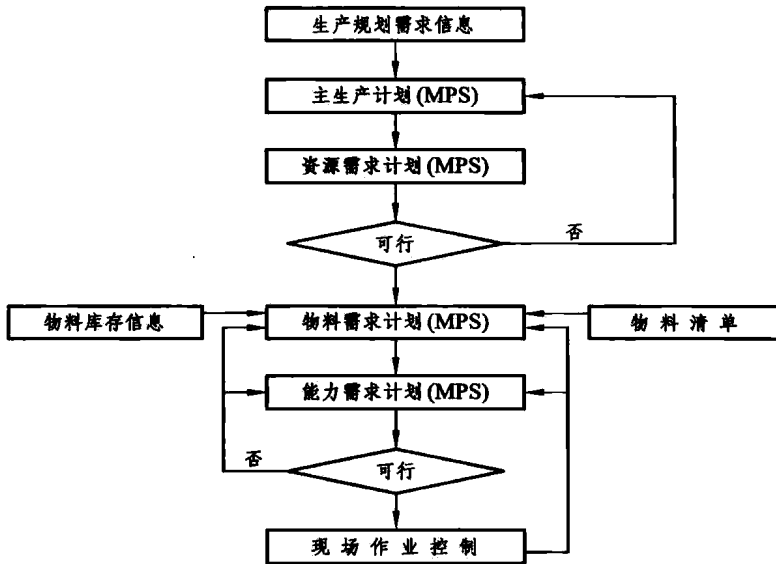 生产规划需求信息
主生产计划(MPS)
资源需求计划(MPS)
可行
否
物料库存信息
物料需求计划(MPS)
物料清单
能力需求计划(MPS)
否
可行
现场作业控制